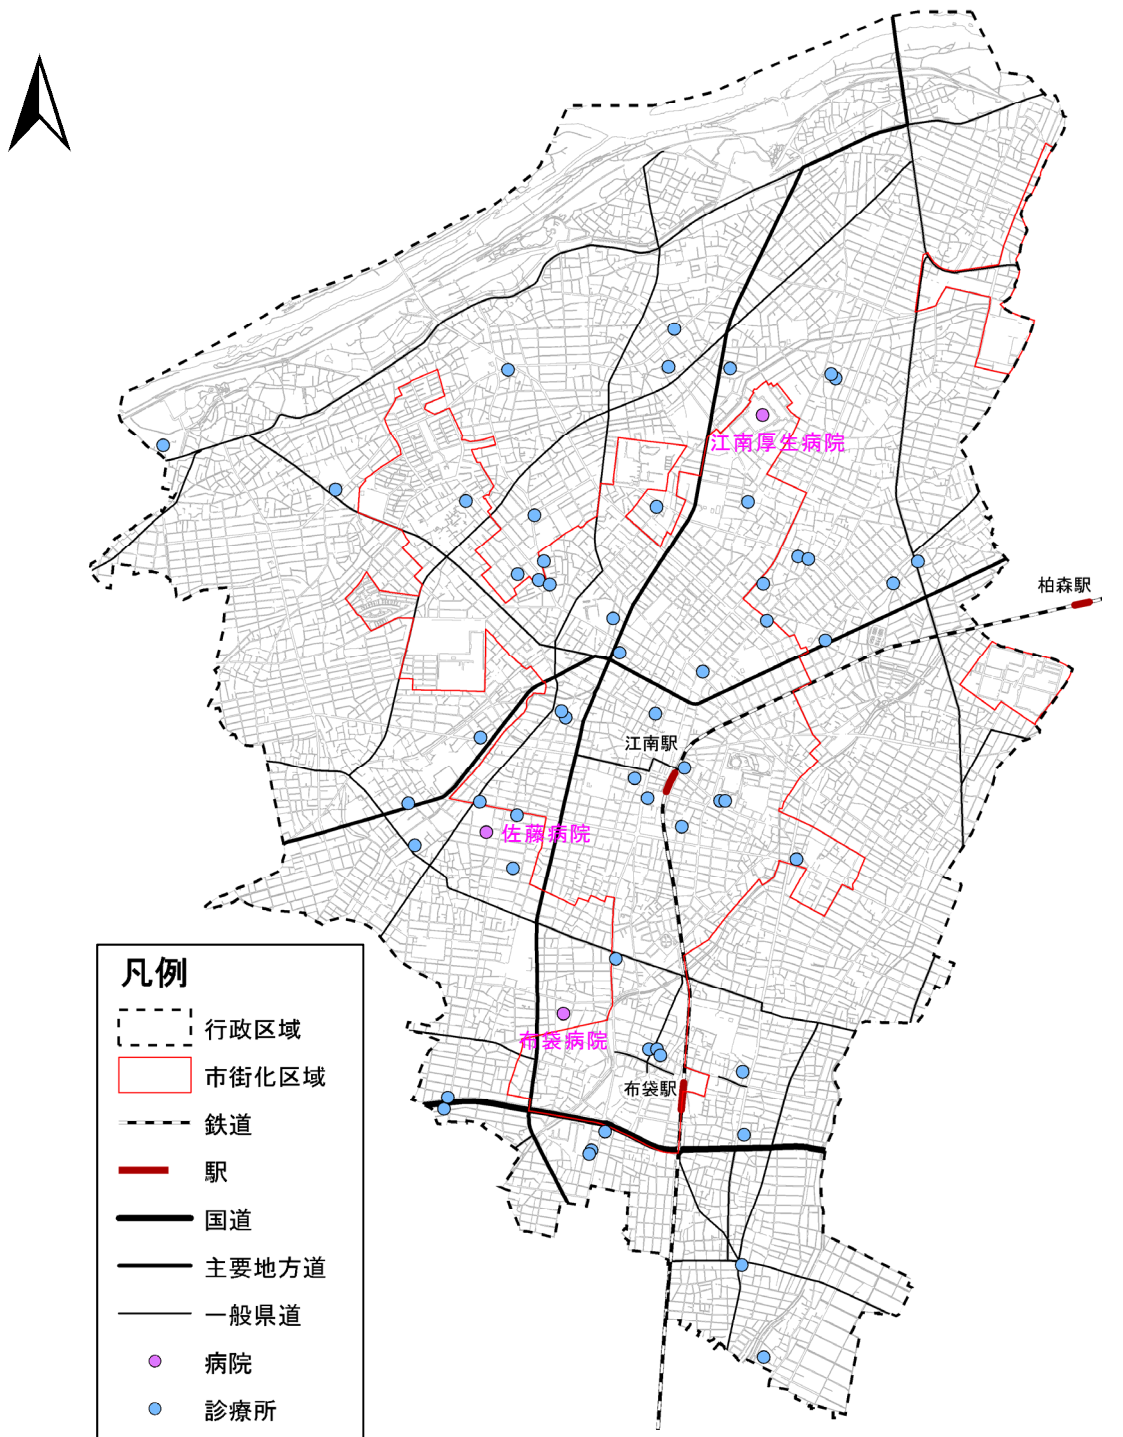 江南厚生病院
柏森駅
江南駅
佐藤病院
布袋病院
布袋駅
凡例
行政区域
市街化区域
鉄道
駅
国道
主要地方道
一般県道
病院
診療所